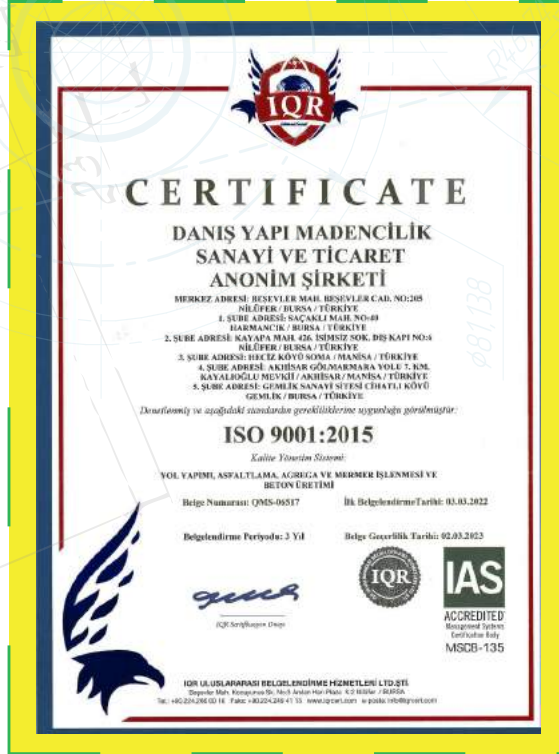 IQR
CERTIFICATE
DANIŞ YAPI MADENCİLİK
SANAYİ VE TİCARET
ANONİM ŞİRKETİ
MERKEZ ADRESİ: BEŞEVLER MAH. BEŞEVLER CAD. NO:205
NİLÜFER / BURSA / TÜRKİYE
1. ŞUBE ADRESİ: SAÇAKLI MAH. NO:49
HARMANCIK / BURSA / TÜRKİYE
2. ŞUBE ADRESİ: KAYAPA MAH. 426. İSİMSİZ SOK. DIŞ KAPI NO:6
NİLÜFER / BURSA / TÜRKİYE
3. ŞUBE ADRESİ: HECİZ KÖYÜ SOMA / MANİSA / TÜRKİYE
4. ŞUBE ADRESİ: AKHİSAR GÖLMARMARA YOLU 7. KM.
KAYALIOĞLU MEVKİİ / AKHİSAR / MANİSA / TÜRKİYE
5. ŞUBE ADRESİ: GEMLİK SANAYİ SİTESİ CİHATLI KÖYÜ
GEMLİK / BURSA / TÜRKİYE
Denetlenmiş ve aşağıdaki standardın gerekliliklerine uygunluğu görülmüştür:
ISO 9001:2015
Kalite Yönetim Sistemi:
YOL YAPIMI, ASFALTLAMA, AGREGA VE MERMER İŞLENMESİ VE
BETON ÜRETİMİ
Belge Numarası: QMS-06517
İlk BelgelendirmeTarihi: 03.03.2022
Belgelendirme Periyodu: 3 Yıl
Belge Geçerlilik Tarihi: 02.03.2023
IQR
IAS
ACCREDITED
Management Systems
Certification Body
MSCB-135
IQR Sertifikasyon Onayı
IQR ULUSLARARASI BELGELENDİRME HİZMETLERİ LTD.ŞTİ.